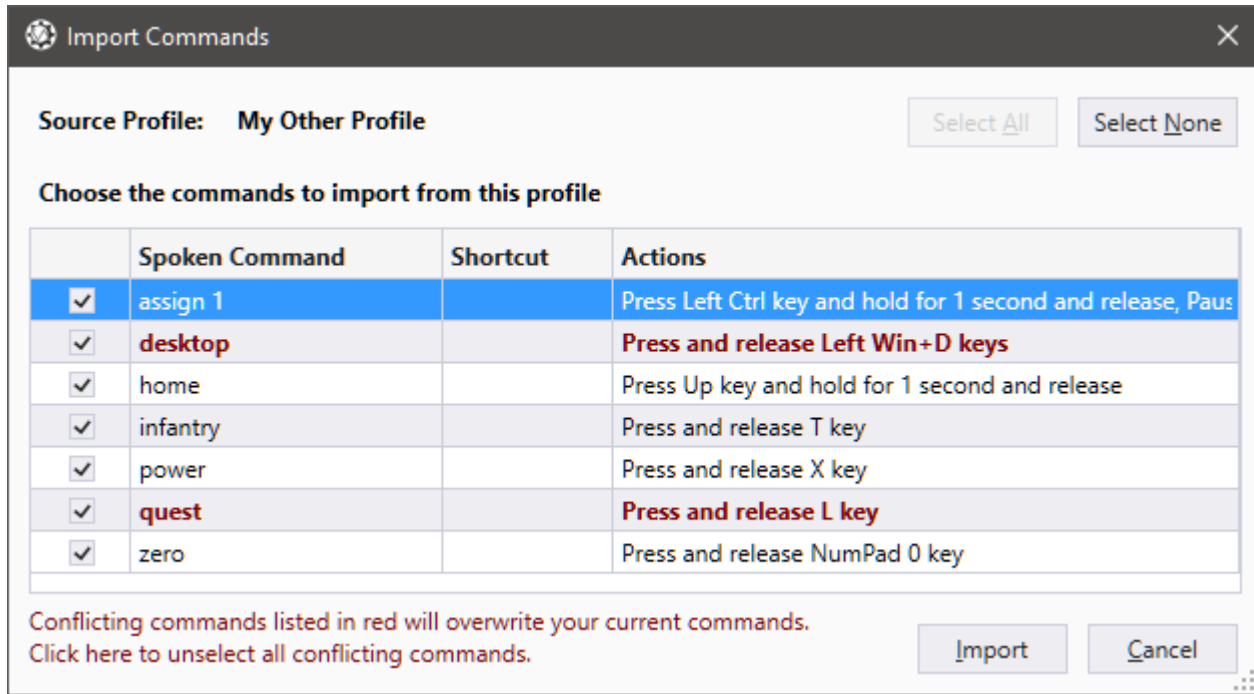 Import Commands
Source Profile: My Other Profile
Select All
Select None
Choose the commands to import from this profile
Spoken Command Shortcut Actions
assign 1 Press Left Ctrl key and hold for 1 second and release, Paus
desktop Press and release Left Win+D keys
home Press Up key and hold for 1 second and release
infantry Press and release T key
power Press and release X key
quest Press and release L key
zero Press and release NumPad 0 key
Conflicting commands listed in red will overwrite your current commands.
Click here to unselect all conflicting commands.
Import
Cancel